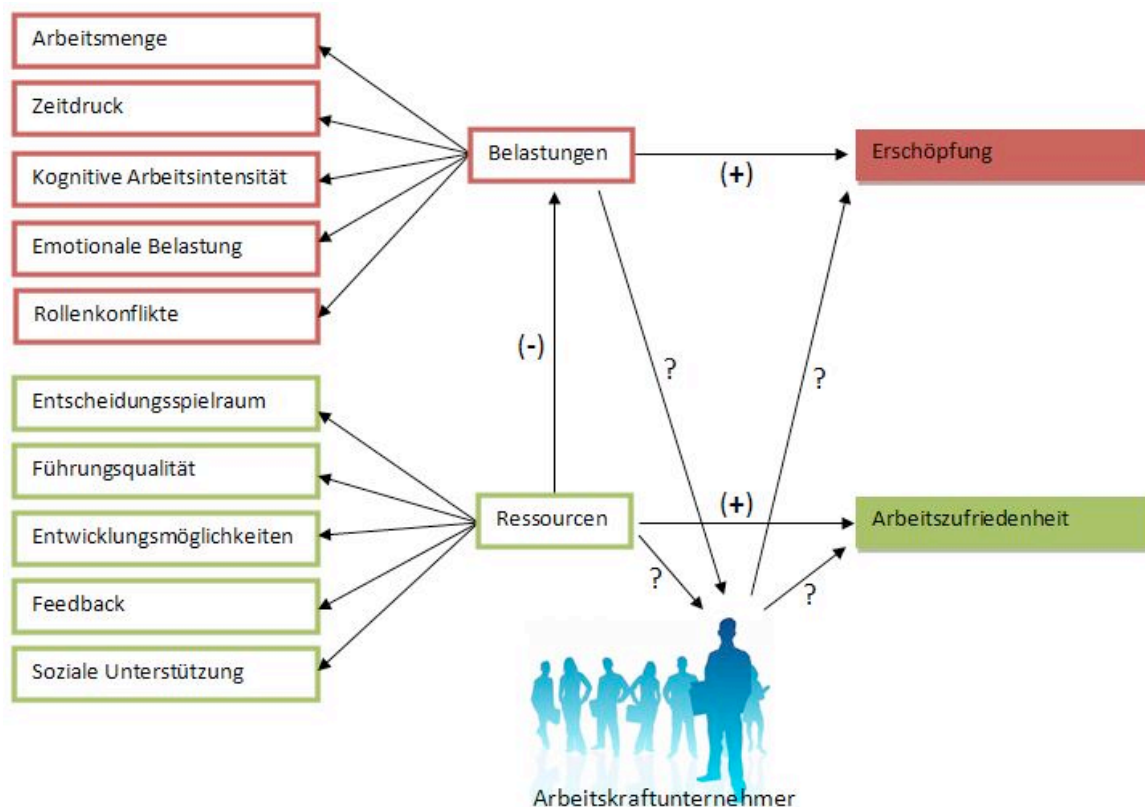 Arbeitsmenge
Zeitdruck
Kognitive Arbeitsintensität
Emotionale Belastung
Rollenkonflikte
Belastungen
(+)
Erschöpfung
(-)
?
?
Entscheidungsspielraum
Führungsqualität
Entwicklungsmöglichkeiten
Feedback
Soziale Unterstützung
Ressourcen
(+)
Arbeitszufriedenheit
?
?
Arbeitskraftunternehmer